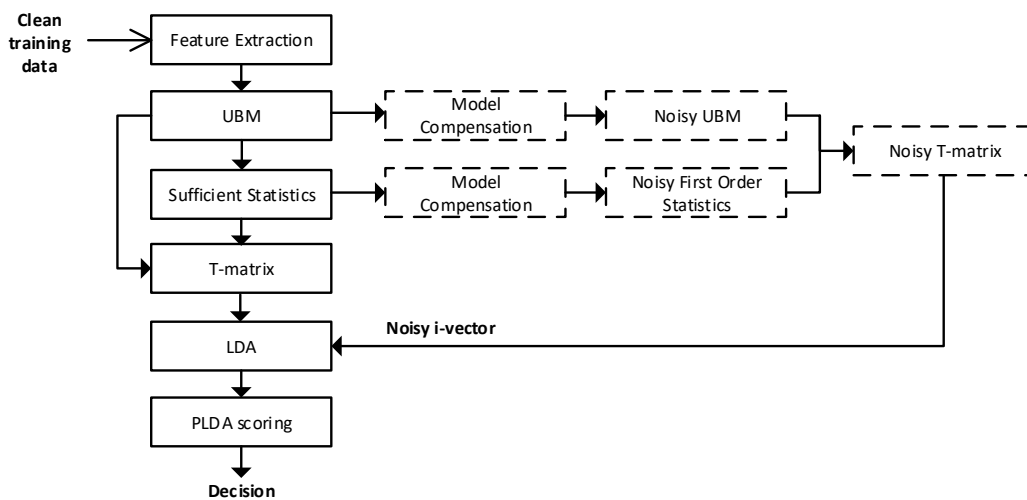 Clean
training
data
Feature Extraction
UBM
Model
Compensation
Noisy UBM
Noisy T-matrix
Sufficient Statistics
Model
Compensation
Noisy First Order
Statistics
T-matrix
Noisy i-vector
LDA
PLDA scoring
Decision